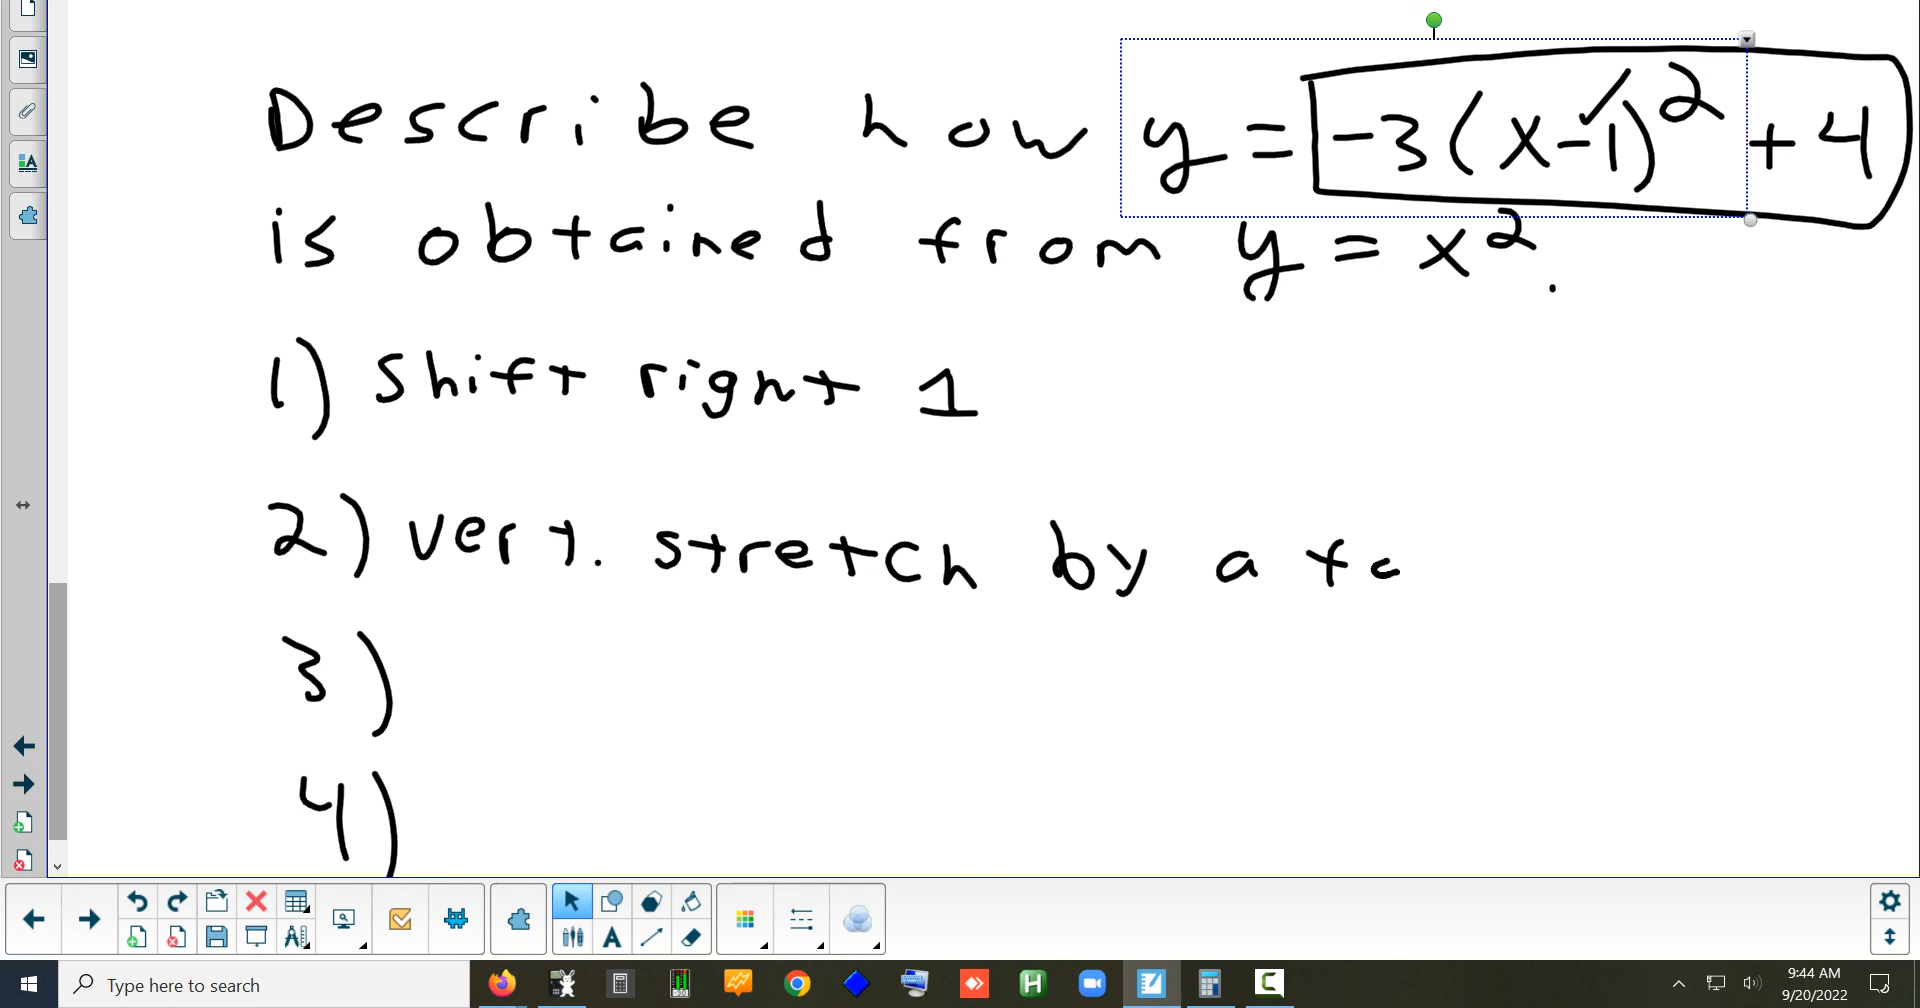 Describe how y = -3(x-1)² + 4
is obtained from y = x².
1) shift right 1
2) vert. stretch by a fa
3)
4)
Type here to search
9:44 AM
9/20/2022